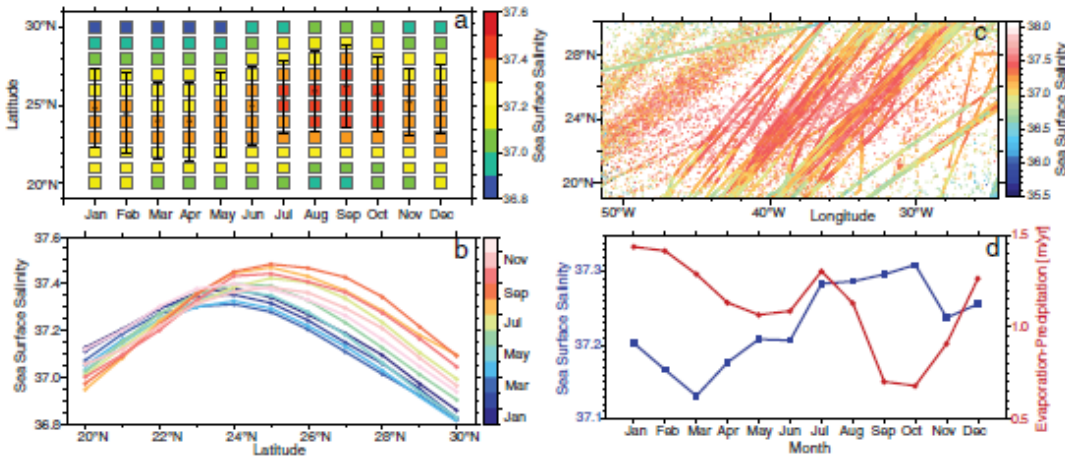 a
30°N
25°N
20°N
Latitude
Jan Feb Mar Apr May Jun Jul Aug Sep Oct Nov Dec
37.6
37.4
37.2
37.0
36.8
Sea Surface Salinity
c
28°N
24°N
20°N
50°W 40°W Longitude 30°W
38.0
37.5
37.0
36.5
36.0
35.5
Sea Surface Salinity
b
37.6
37.4
37.2
37.0
36.8
Sea Surface Salinity
20°N 22°N 24°N 26°N 28°N 30°N
Latitude
Nov
Sep
Jul
May
Mar
Jan
d
37.3
37.2
37.1
Sea Surface Salinity
1.5
1.0
0.5
Evaporation-Precipitation [m/yr]
Jan Feb Mar Apr May Jun Jul Aug Sep Oct Nov Dec
Month